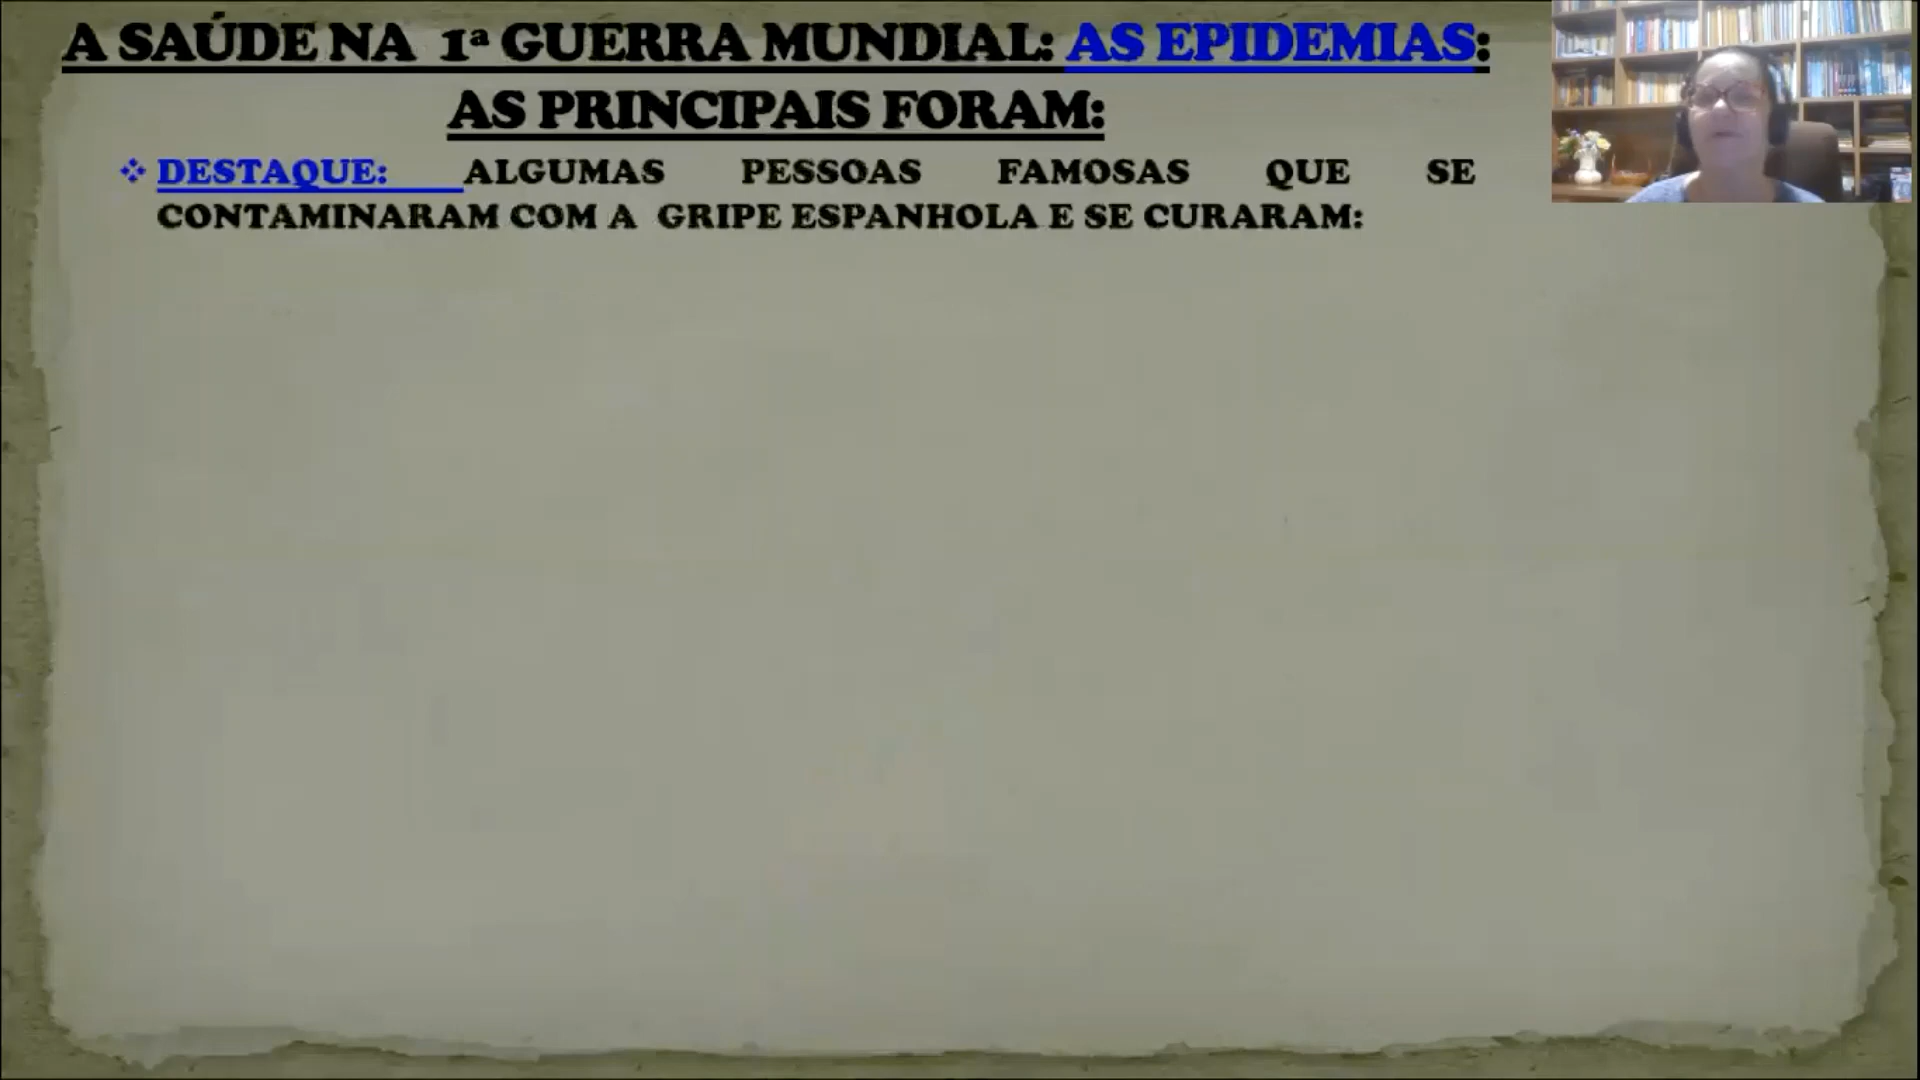 A SAÚDE NA 1ª GUERRA MUNDIAL: AS EPIDEMIAS:
AS PRINCIPAIS FORAM:
DESTAQUE: ALGUMAS PESSOAS FAMOSAS QUE SE
CONTAMINARAM COM A GRIPE ESPANHOLA E SE CURARAM: